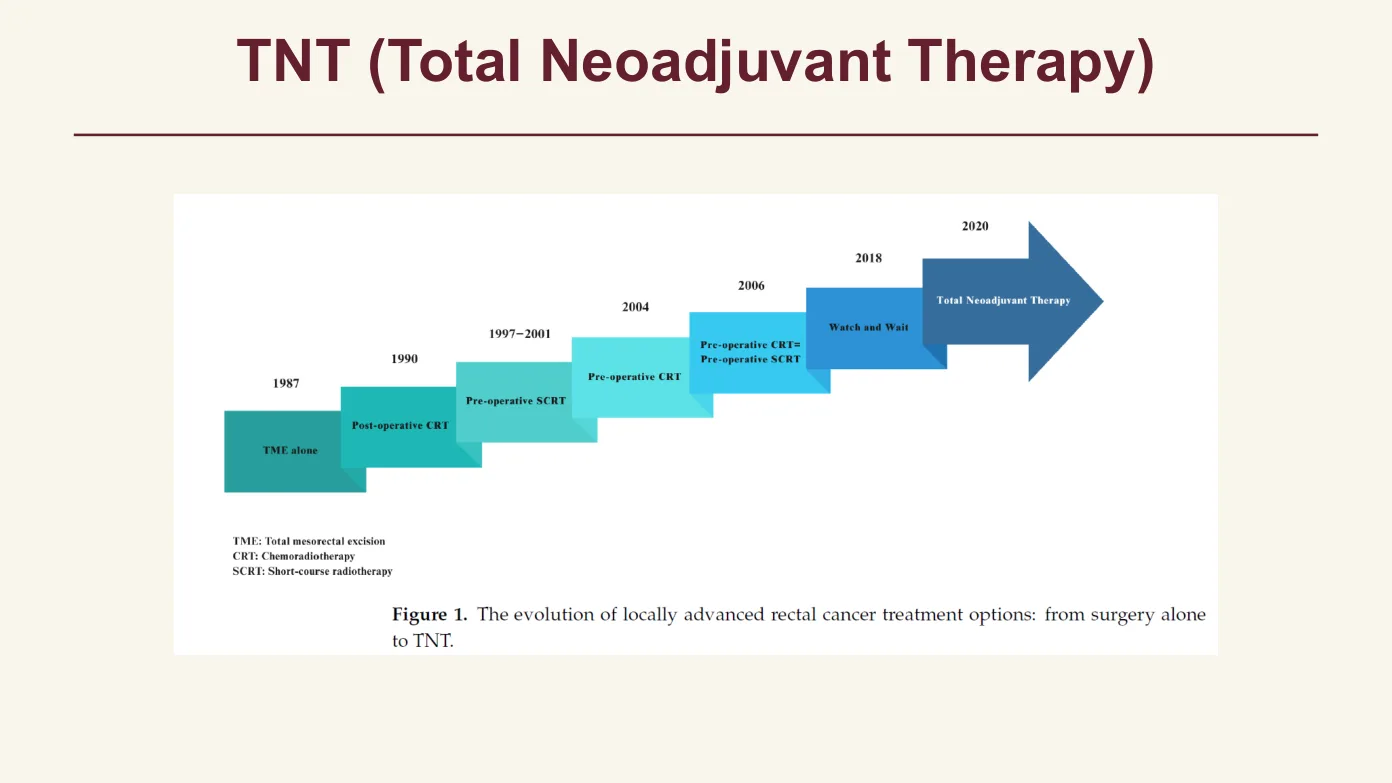 TNT (Total Neoadjuvant Therapy)
2020
Total Neoadjuvant Therapy
2018
Watch and Wait
2006
Pre-operative CRT=
Pre-operative SCRT
2004
Pre-operative CRT
1997–2001
Pre-operative SCRT
1990
Post-operative CRT
1987
TME alone
TME: Total mesorectal excision
CRT: Chemoradiotherapy
SCRT: Short-course radiotherapy
Figure 1. The evolution of locally advanced rectal cancer treatment options: from surgery alone
to TNT.